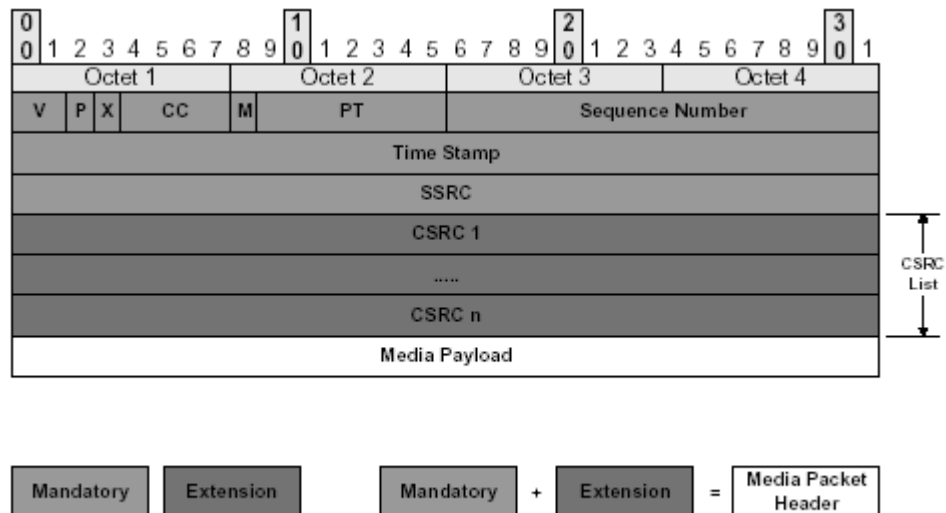 0 1 2 3
0 1 2 3 4 5 6 7 8 9 0 1 2 3 4 5 6 7 8 9 0 1 2 3 4 5 6 7 8 9 0 1
Octet 1 Octet 2 Octet 3 Octet 4
V P X CC M PT Sequence Number
Time Stamp
SSRC
CSRC 1
.....
CSRC n
CSRC
List
Media Payload
Mandatory Extension Mandatory + Extension = Media Packet
Header